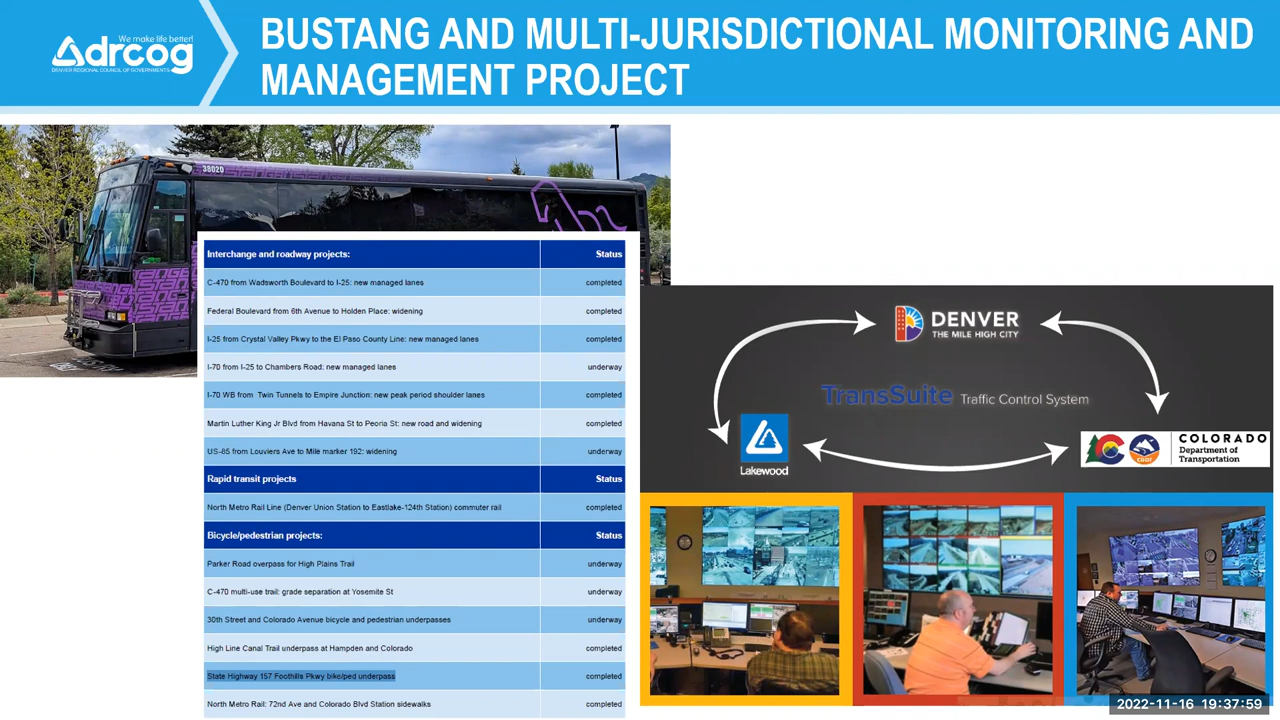 We make life better!
drcog
DENVER REGIONAL COUNCIL OF GOVERNMENTS
BUSTANG AND MULTI-JURISDICTIONAL MONITORING AND
MANAGEMENT PROJECT
38020
Interchange and roadway projects: Status
C-470 from Wadsworth Boulevard to I-25: new managed lanes completed
Federal Boulevard from 6th Avenue to Holden Place: widening completed
I-25 from Crystal Valley Pkwy to the El Paso County Line: new managed lanes completed
I-70 from I-25 to Chambers Road: new managed lanes underway
I-70 WB from Twin Tunnels to Empire Junction: new peak period shoulder lanes completed
Martin Luther King Jr Blvd from Havana St to Peoria St: new road and widening completed
US-85 from Louviers Ave to Mile marker 192: widening underway
Rapid transit projects Status
North Metro Rail Line (Denver Union Station to Eastlake-124th Station) commuter rail completed
Bicycle/pedestrian projects: Status
Parker Road overpass for High Plains Trail underway
C-470 multi-use trail: grade separation at Yosemite St underway
30th Street and Colorado Avenue bicycle and pedestrian underpasses underway
High Line Canal Trail underpass at Hampden and Colorado completed
State Highway 157 Foothills Pkwy bike/ped underpass completed
North Metro Rail: 72nd Ave and Colorado Blvd Station sidewalks completed
DENVER
THE MILE HIGH CITY
TransSuite Traffic Control System
Lakewood
CDOT
COLORADO
Department of
Transportation
2022-11-16 19:37:59